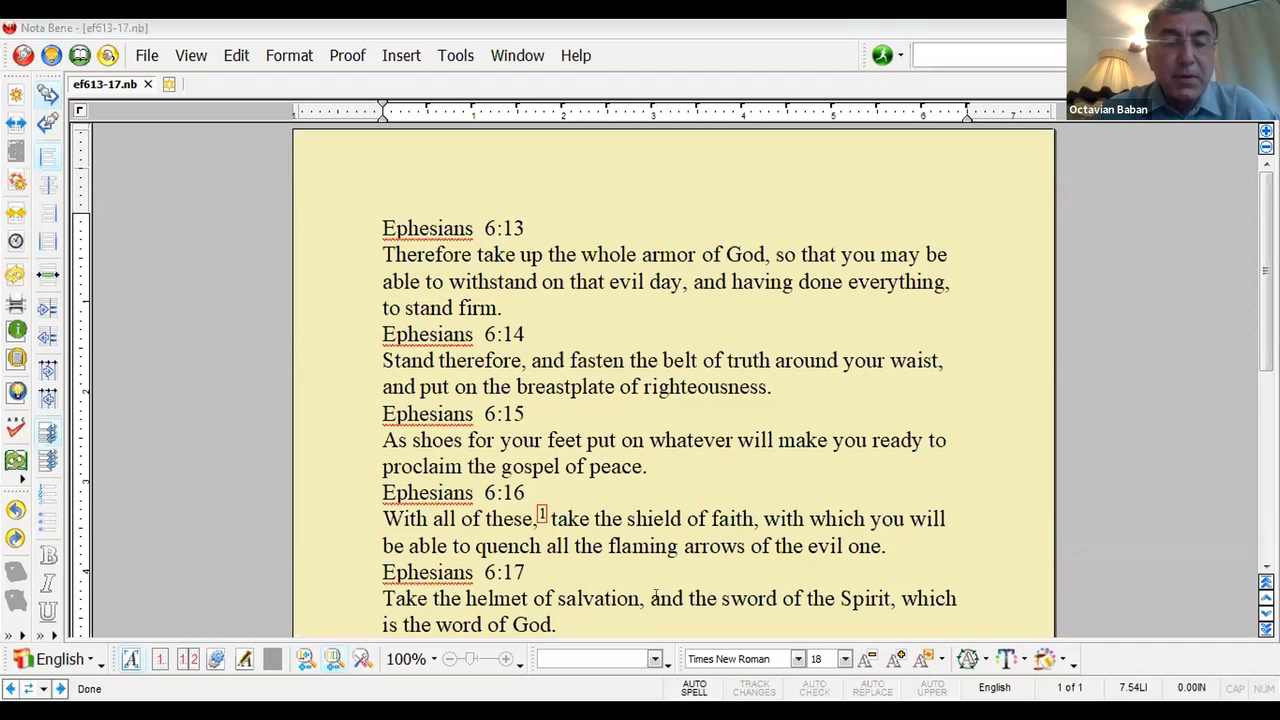 Nota Bene - [ef613-17.nb]
File View Edit Format Proof Insert Tools Window Help
ef613-17.nb
Octavian Baban
1 2 3 4 5 6 7
Ephesians 6:13
Therefore take up the whole armor of God, so that you may be
able to withstand on that evil day, and having done everything,
to stand firm.
Ephesians 6:14
Stand therefore, and fasten the belt of truth around your waist,
and put on the breastplate of righteousness.
Ephesians 6:15
As shoes for your feet put on whatever will make you ready to
proclaim the gospel of peace.
Ephesians 6:16
With all of these,1 take the shield of faith, with which you will
be able to quench all the flaming arrows of the evil one.
Ephesians 6:17
Take the helmet of salvation, and the sword of the Spirit, which
is the word of God.
English 100% Times New Roman 18
Done AUTO SPELL TRACK CHANGES AUTO CHECK AUTO REPLACE AUTO UPPER English 1 of 1 7.54LI 0.00IN CAP NUM